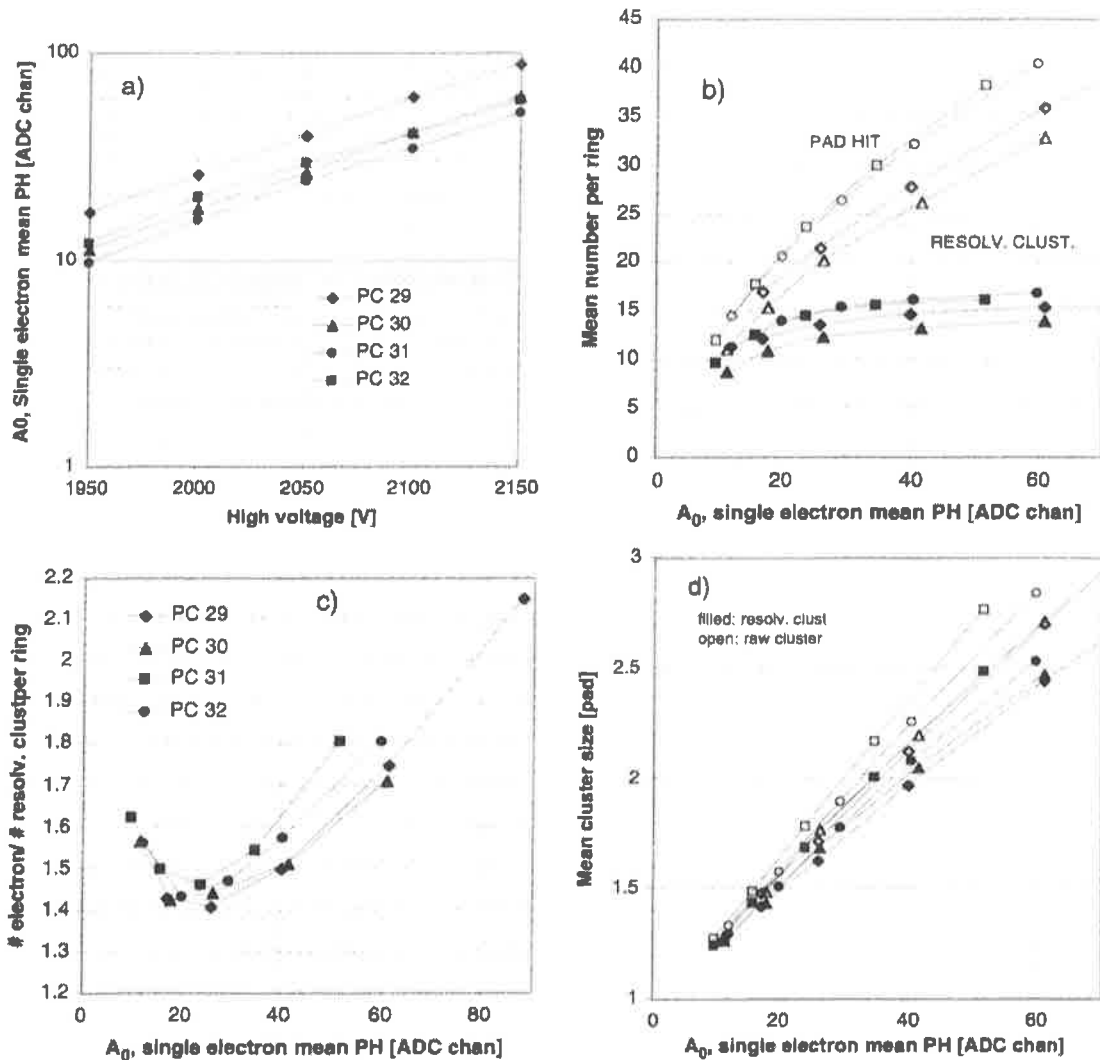 a)
A0, Single electron mean PH [ADC chan]
100
10
1
1950 2000 2050 2100 2150
High voltage [V]
PC 29
PC 30
PC 31
PC 32
b)
Mean number per ring
45
40
35
30
25
20
15
10
5
0
0 20 40 60
A₀, single electron mean PH [ADC chan]
PAD HIT
RESOLV. CLUST.
c)
# electron/ # resolv. clustper ring
2.2
2.1
2
1.9
1.8
1.7
1.6
1.5
1.4
1.3
1.2
0 20 40 60 80
A₀, single electron mean PH [ADC chan]
PC 29
PC 30
PC 31
PC 32
d)
filled: resolv. clust
open: raw cluster
Mean cluster size [pad]
3
2.5
2
1.5
1
0 20 40 60
A₀, single electron mean PH [ADC chan]